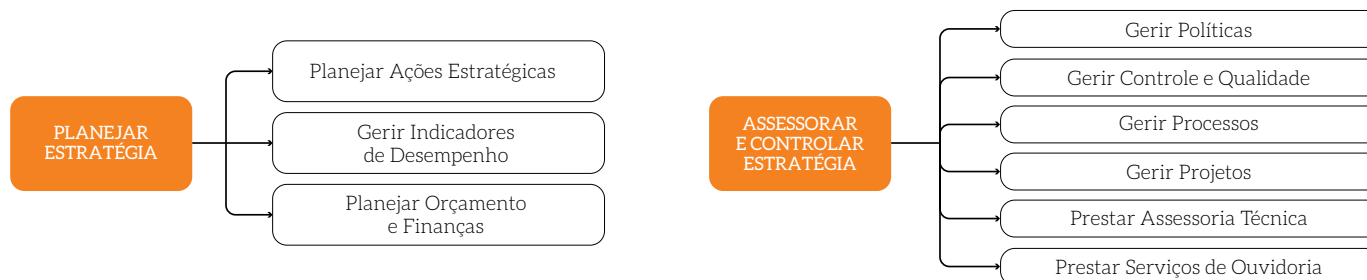 PLANEJAR
ESTRATÉGIA
Planejar Ações Estratégicas
Gerir Indicadores
de Desempenho
Planejar Orçamento
e Finanças
ASSESSORAR
E CONTROLAR
ESTRATÉGIA
Gerir Políticas
Gerir Controle e Qualidade
Gerir Processos
Gerir Projetos
Prestar Assessoria Técnica
Prestar Serviços de Ouvidoria